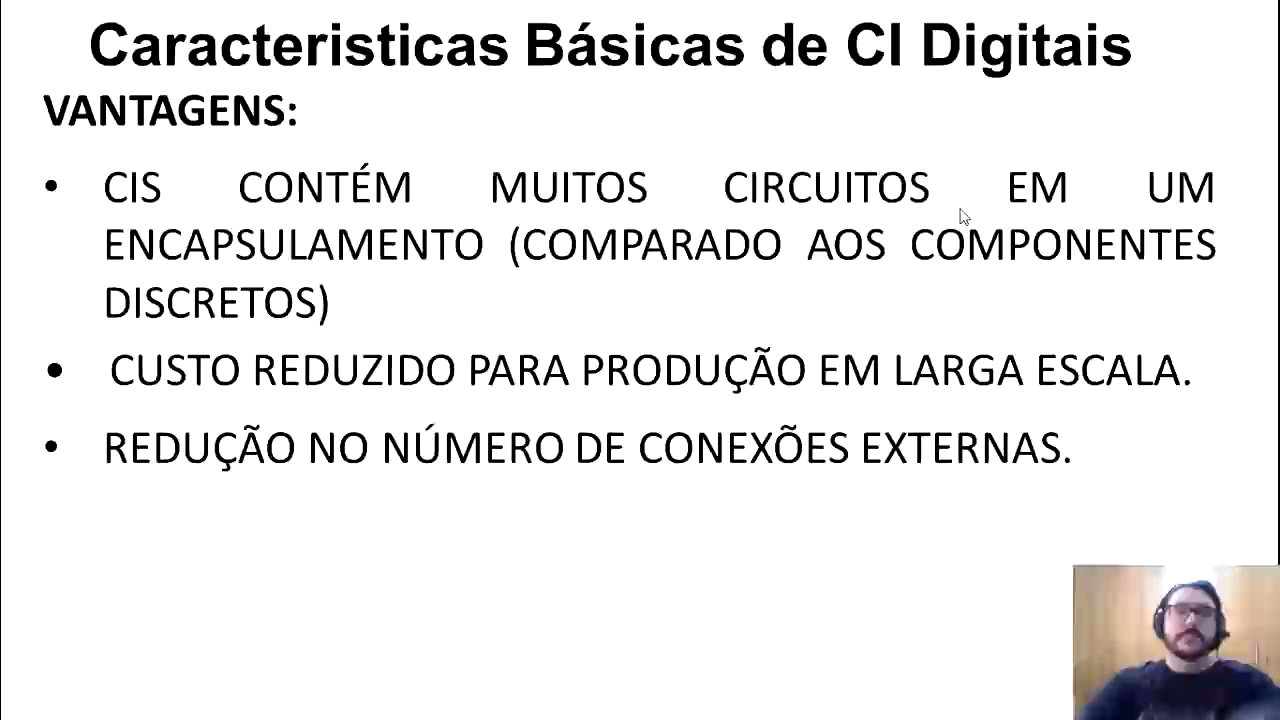 Caracteristicas Básicas de CI Digitais
VANTAGENS:
• CIS CONTÉM MUITOS CIRCUITOS EM UM
ENCAPSULAMENTO (COMPARADO AOS COMPONENTES
DISCRETOS)
• CUSTO REDUZIDO PARA PRODUÇÃO EM LARGA ESCALA.
• REDUÇÃO NO NÚMERO DE CONEXÕES EXTERNAS.